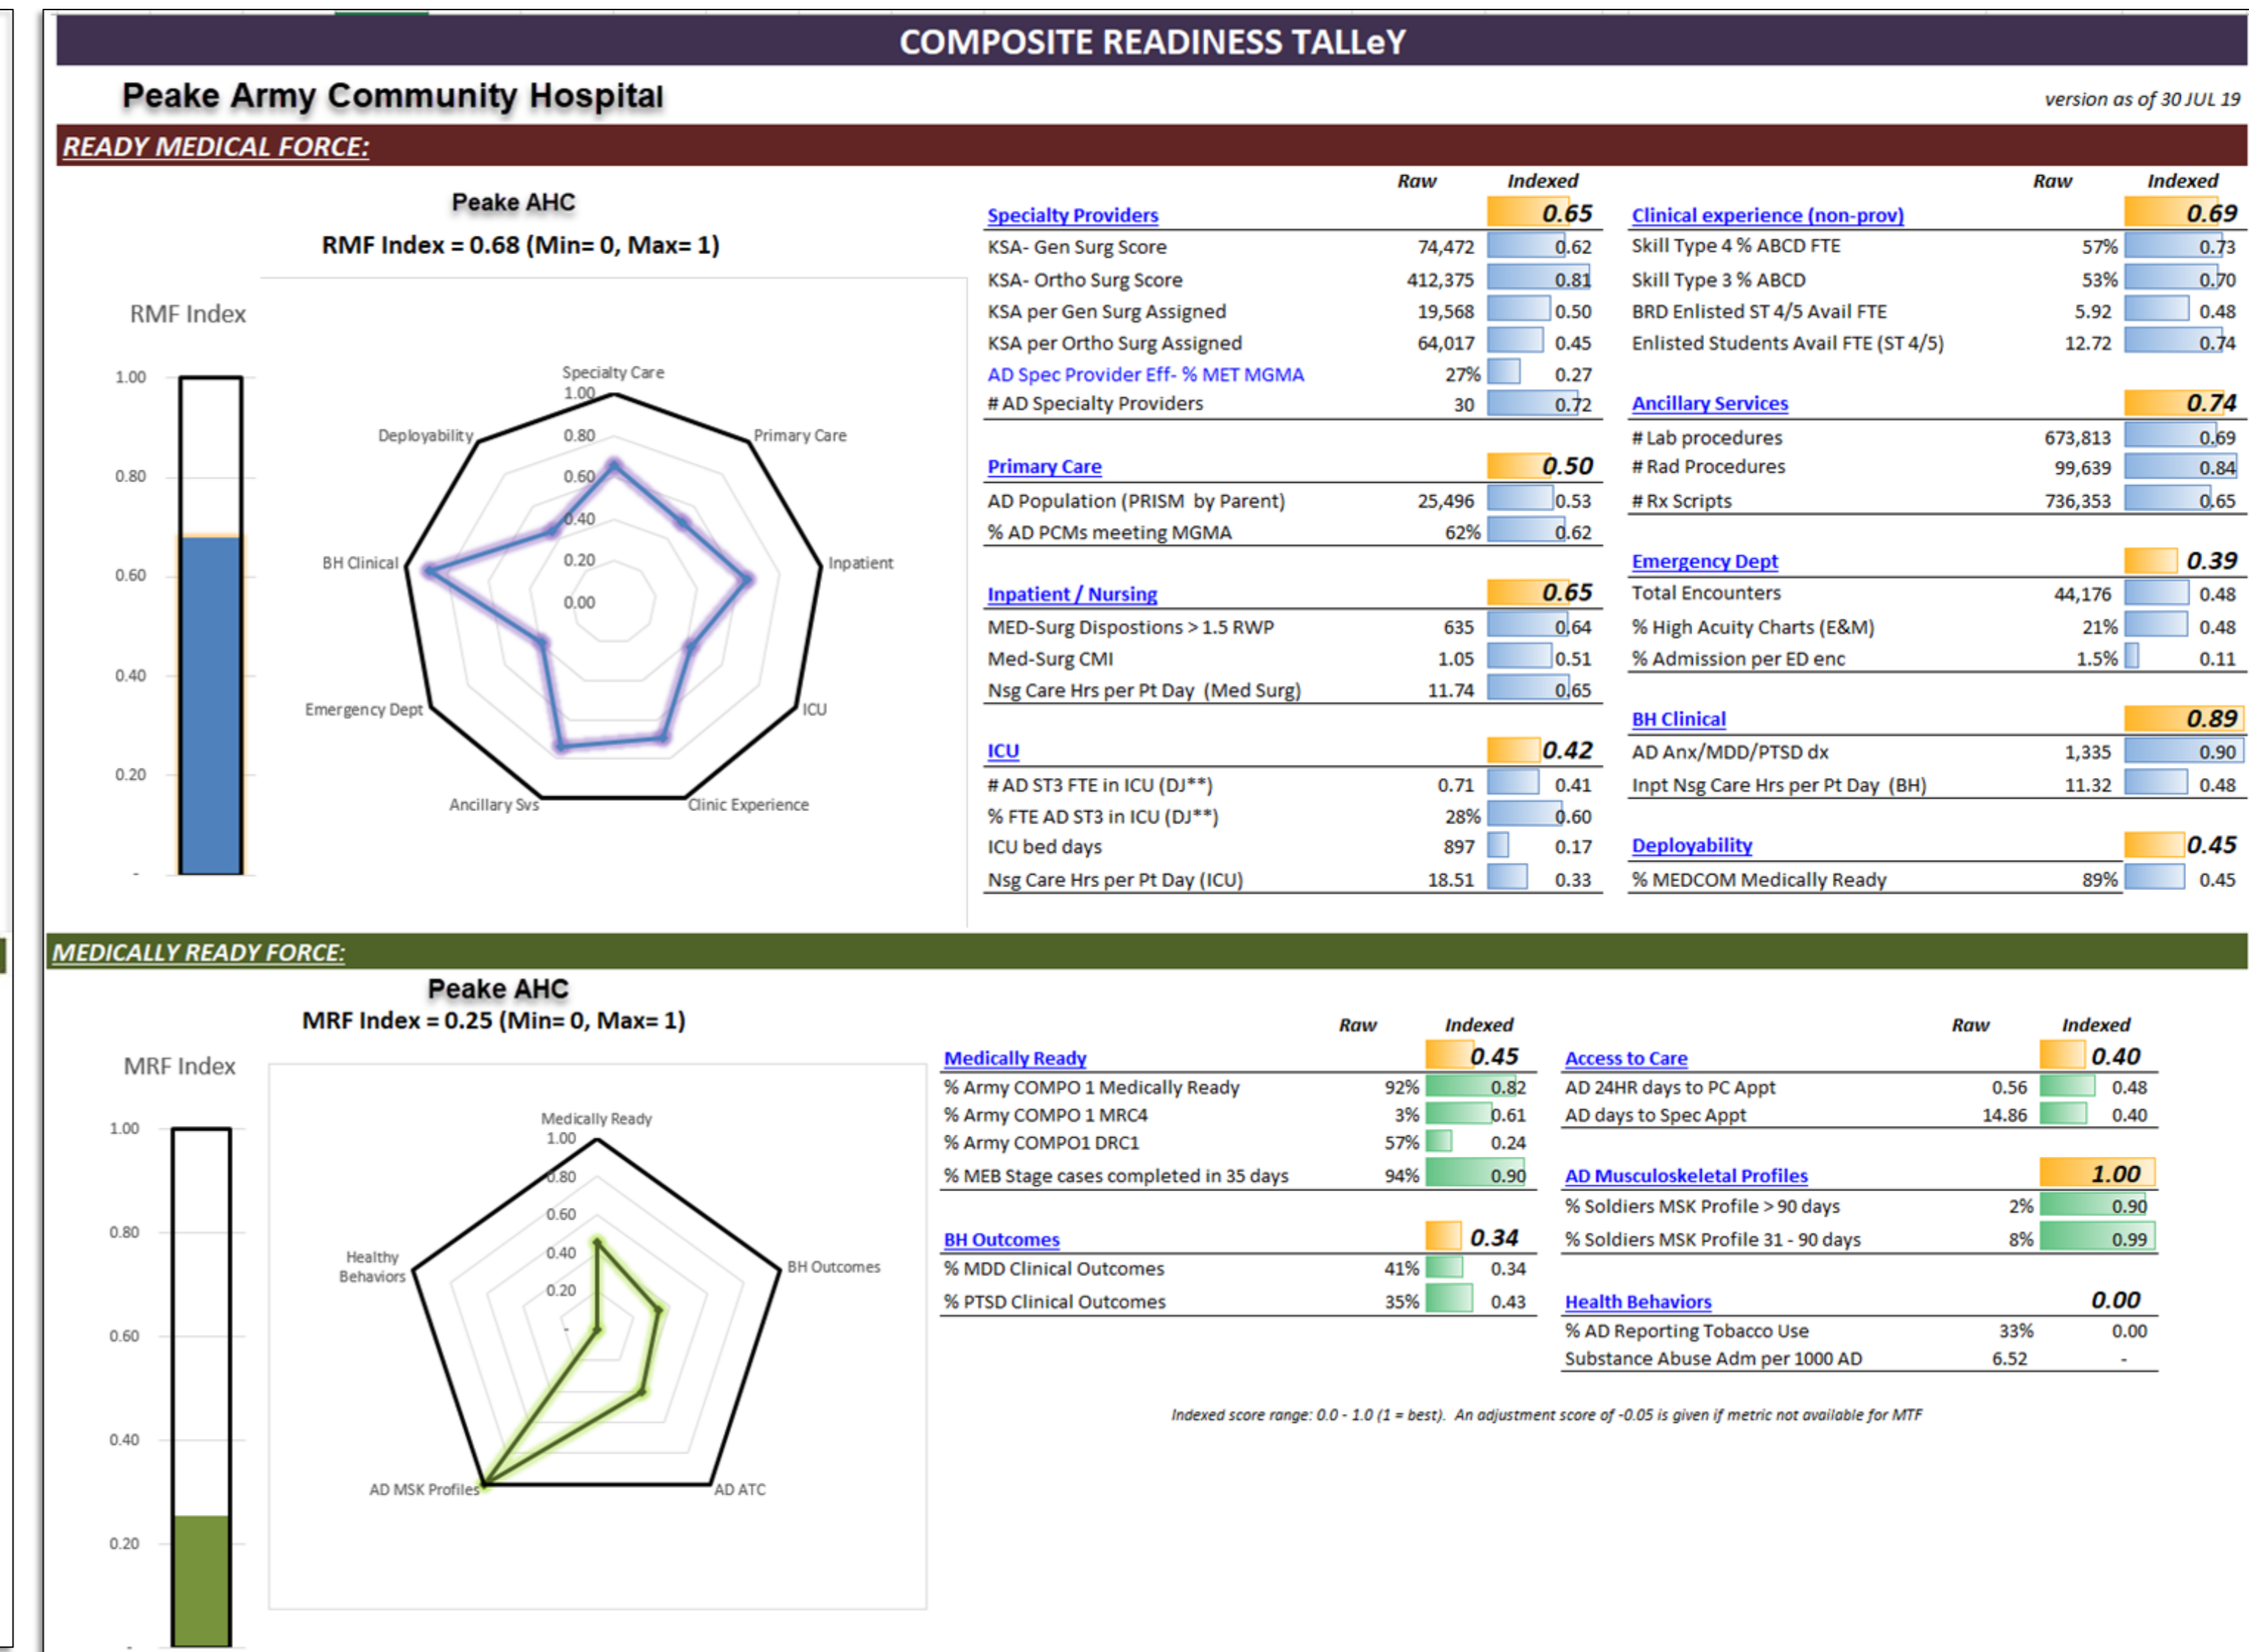 COMPOSITE READINESS TALLeY
Peake Army Community Hospital
version as of 30 JUL 19
READY MEDICAL FORCE:
Peake AHC
RMF Index = 0.68 (Min= 0, Max= 1)
RMF Index
1.00
0.80
0.60
0.40
0.20
-
Specialty Care
1.00
Deployability
0.80
Primary Care
0.60
0.40
BH Clinical
0.20
Inpatient
0.00
Emergency Dept
ICU
Ancillary Svs
Clinic Experience
Raw Indexed
Specialty Providers 0.65
KSA- Gen Surg Score 74,472 0.62
KSA- Ortho Surg Score 412,375 0.81
KSA per Gen Surg Assigned 19,568 0.50
KSA per Ortho Surg Assigned 64,017 0.45
AD Spec Provider Eff- % MET MGMA 27% 0.27
# AD Specialty Providers 30 0.72
Primary Care 0.50
AD Population (PRISM by Parent) 25,496 0.53
% AD PCMs meeting MGMA 62% 0.62
Inpatient / Nursing 0.65
MED-Surg Dispostions > 1.5 RWP 635 0.64
Med-Surg CMI 1.05 0.51
Nsg Care Hrs per Pt Day (Med Surg) 11.74 0.65
ICU 0.42
# AD ST3 FTE in ICU (DJ**) 0.71 0.41
% FTE AD ST3 in ICU (DJ**) 28% 0.60
ICU bed days 897 0.17
Nsg Care Hrs per Pt Day (ICU) 18.51 0.33
Raw Indexed
Clinical experience (non-prov) 0.69
Skill Type 4 % ABCD FTE 57% 0.73
Skill Type 3 % ABCD 53% 0.70
BRD Enlisted ST 4/5 Avail FTE 5.92 0.48
Enlisted Students Avail FTE (ST 4/5) 12.72 0.74
Ancillary Services 0.74
# Lab procedures 673,813 0.69
# Rad Procedures 99,639 0.84
# Rx Scripts 736,353 0.65
Emergency Dept 0.39
Total Encounters 44,176 0.48
% High Acuity Charts (E&M) 21% 0.48
% Admission per ED enc 1.5% 0.11
BH Clinical 0.89
AD Anx/MDD/PTSD dx 1,335 0.90
Inpt Nsg Care Hrs per Pt Day (BH) 11.32 0.48
Deployability 0.45
% MEDCOM Medically Ready 89% 0.45
MEDICALLY READY FORCE:
Peake AHC
MRF Index = 0.25 (Min= 0, Max= 1)
MRF Index
1.00
0.80
0.60
0.40
0.20
-
Medically Ready
1.00
0.80
0.60
0.40
0.20
-
Healthy
Behaviors
BH Outcomes
AD MSK Profiles
AD ATC
Raw Indexed
Medically Ready 0.45
% Army COMPO 1 Medically Ready 92% 0.82
% Army COMPO 1 MRC4 3% 0.61
% Army COMPO1 DRC1 57% 0.24
% MEB Stage cases completed in 35 days 94% 0.90
BH Outcomes 0.34
% MDD Clinical Outcomes 41% 0.34
% PTSD Clinical Outcomes 35% 0.43
Raw Indexed
Access to Care 0.40
AD 24HR days to PC Appt 0.56 0.48
AD days to Spec Appt 14.86 0.40
AD Musculoskeletal Profiles 1.00
% Soldiers MSK Profile > 90 days 2% 0.90
% Soldiers MSK Profile 31 - 90 days 8% 0.99
Health Behaviors 0.00
% AD Reporting Tobacco Use 33% 0.00
Substance Abuse Adm per 1000 AD 6.52 -
Indexed score range: 0.0 - 1.0 (1 = best). An adjustment score of -0.05 is given if metric not available for MTF